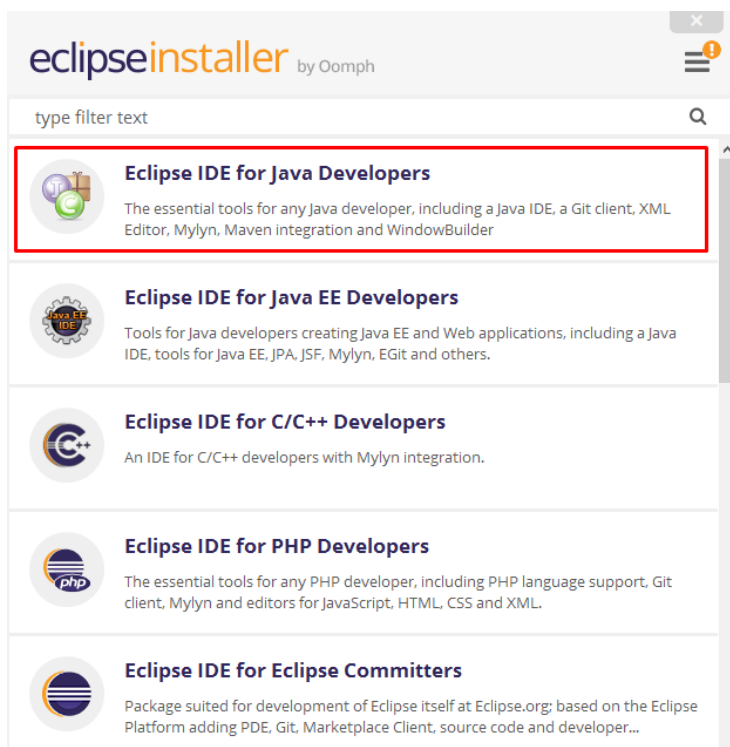 eclipseinstaller by Oomph
type filter text
Eclipse IDE for Java Developers
The essential tools for any Java developer, including a Java IDE, a Git client, XML
Editor, Mylyn, Maven integration and WindowBuilder
Java EE
IDE
Eclipse IDE for Java EE Developers
Tools for Java developers creating Java EE and Web applications, including a Java
IDE, tools for Java EE, JPA, JSF, Mylyn, EGit and others.
C++
Eclipse IDE for C/C++ Developers
An IDE for C/C++ developers with Mylyn integration.
php
Eclipse IDE for PHP Developers
The essential tools for any PHP developer, including PHP language support, Git
client, Mylyn and editors for JavaScript, HTML, CSS and XML.
Eclipse IDE for Eclipse Committers
Package suited for development of Eclipse itself at Eclipse.org; based on the Eclipse
Platform adding PDE, Git, Marketplace Client, source code and developer...